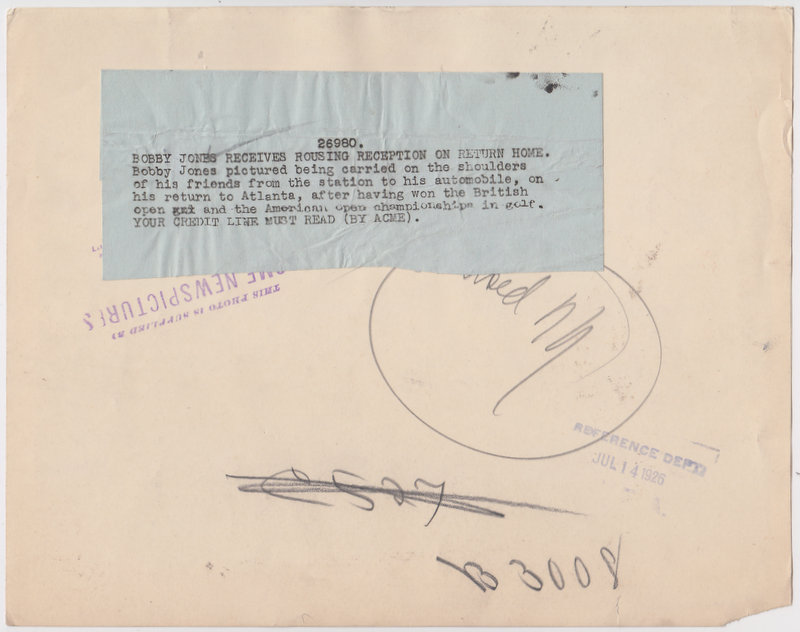 26980.
BOBBY JONES RECEIVES ROUSING RECEPTION ON RETURN HOME.
Bobby Jones pictured being carried on the shoulders
of his friends from the station to his automobile, on
his return to Atlanta, after/having won the British
open and the American open championships in golf.
YOUR CREDIT LINE MUST READ (BY ACME).
THIS PHOTO IS SUPPLIED BY
NEWSPICTURES
REFERENCE DEPT.
JUL 14 1926
C527
B3008